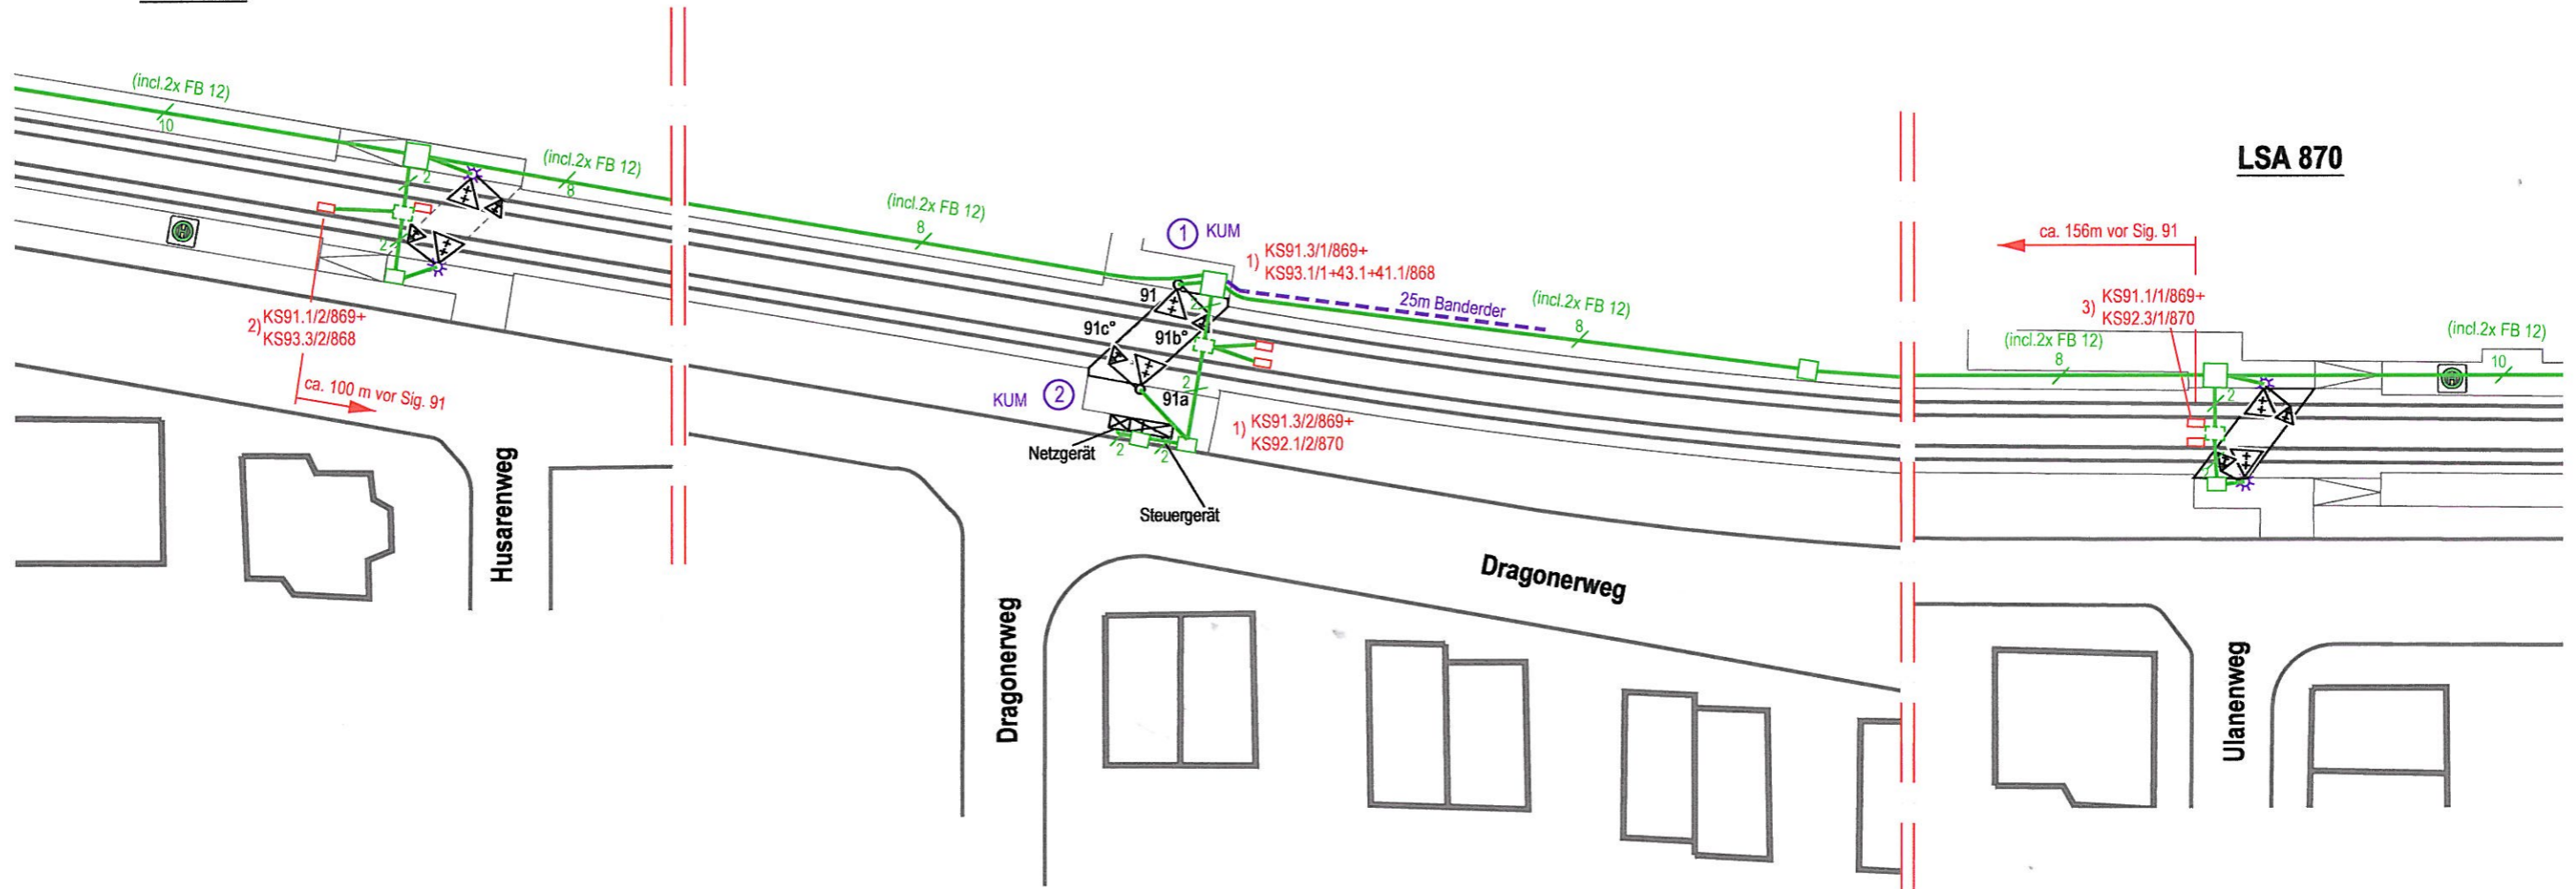 (incl.2x FB 12)
10
2
(incl.2x FB 12)
8
2
H
2) KS91.1/2/869+
KS93.3/2/868
ca. 100 m vor Sig. 91
Husarenweg
(incl.2x FB 12)
8
1 KUM
1) KS91.3/1/869+
KS93.1/1+43.1+41.1/868
25m Banderder
(incl.2x FB 12)
8
91
2
91c°
91b°
2
KUM 2
91a
1) KS91.3/2/869+
KS92.1/2/870
Netzgerät
2
2
Steuergerät
Dragonerweg
Dragonerweg
LSA 870
ca. 156m vor Sig. 91
3) KS91.1/1/869+
KS92.3/1/870
(incl.2x FB 12)
8
(incl.2x FB 12)
10
H
2
Ulanenweg